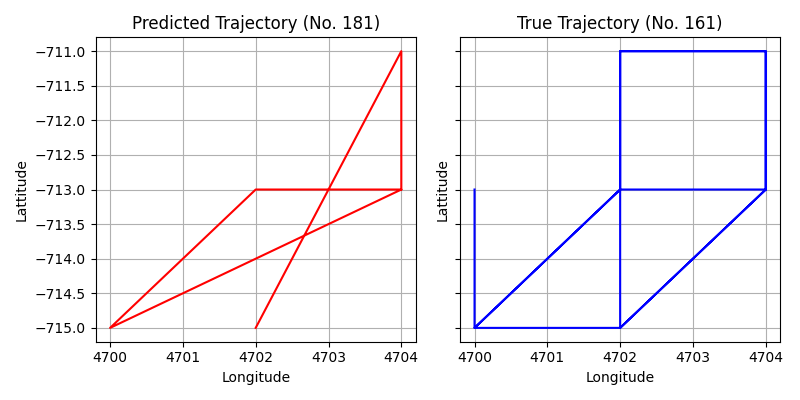 Predicted Trajectory (No. 181)
True Trajectory (No. 161)
−711.0
−711.5
−712.0
−712.5
−713.0
−713.5
−714.0
−714.5
−715.0
Lattitude
Lattitude
4700 4701 4702 4703 4704
4700 4701 4702 4703 4704
Longitude
Longitude